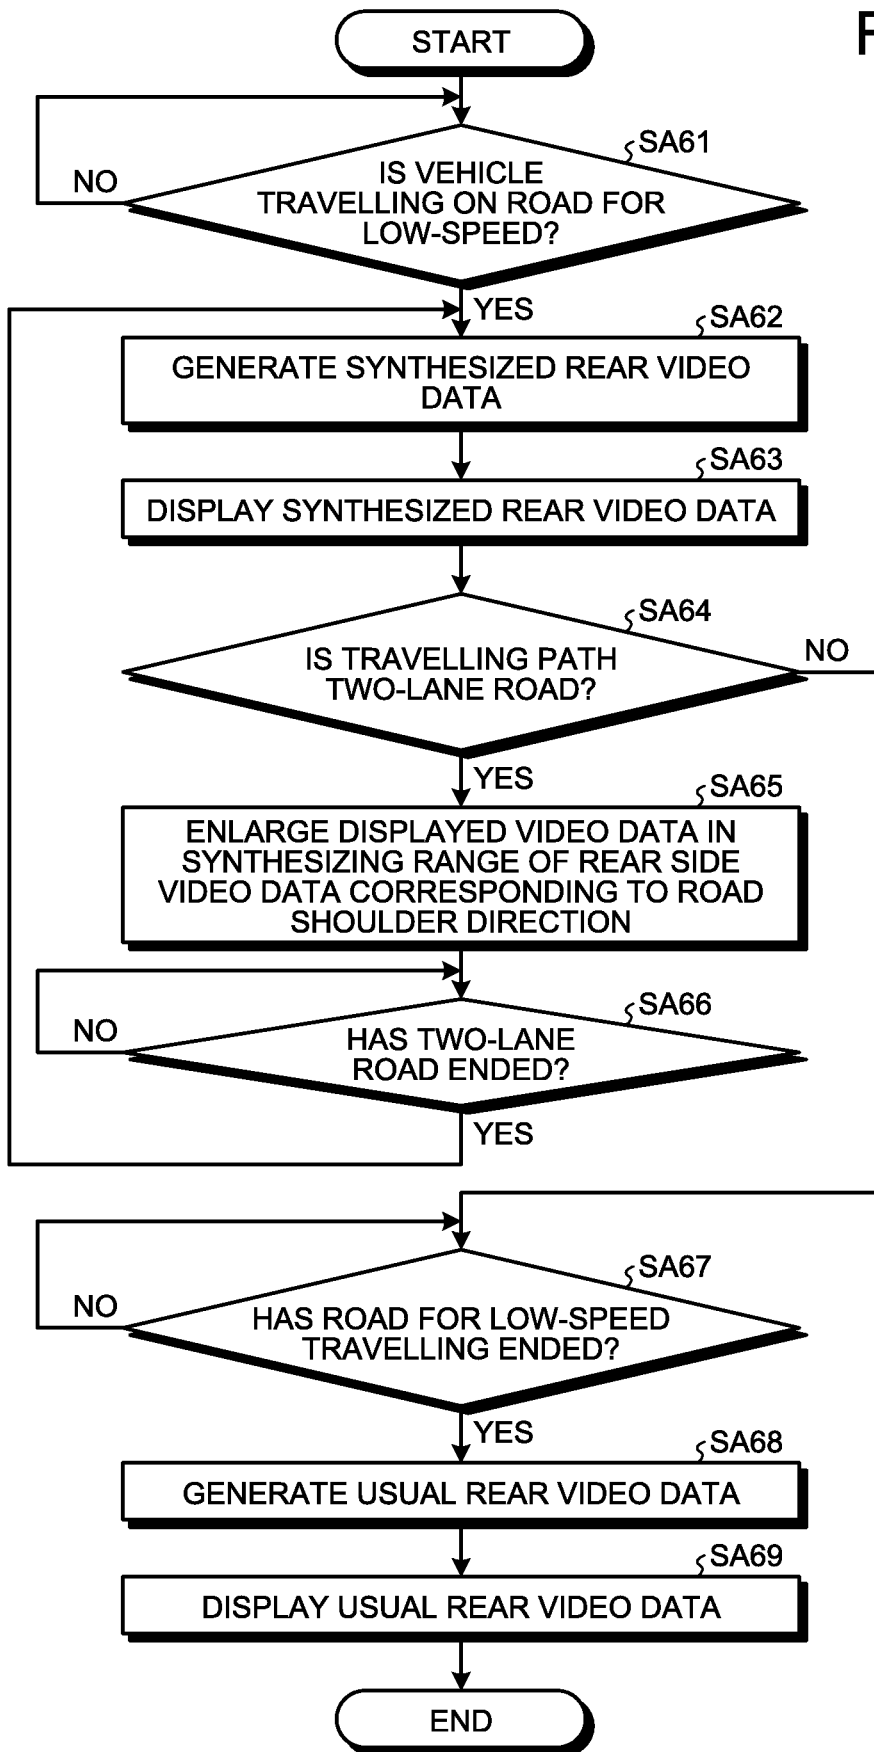 START
F
SA61
IS VEHICLE
TRAVELLING ON ROAD FOR
LOW-SPEED?
NO
YES
SA62
GENERATE SYNTHESIZED REAR VIDEO
DATA
SA63
DISPLAY SYNTHESIZED REAR VIDEO DATA
SA64
IS TRAVELLING PATH
TWO-LANE ROAD?
NO
YES
SA65
ENLARGE DISPLAYED VIDEO DATA IN
SYNTHESIZING RANGE OF REAR SIDE
VIDEO DATA CORRESPONDING TO ROAD
SHOULDER DIRECTION
SA66
HAS TWO-LANE
ROAD ENDED?
NO
YES
SA67
HAS ROAD FOR LOW-SPEED
TRAVELLING ENDED?
NO
YES
SA68
GENERATE USUAL REAR VIDEO DATA
SA69
DISPLAY USUAL REAR VIDEO DATA
END